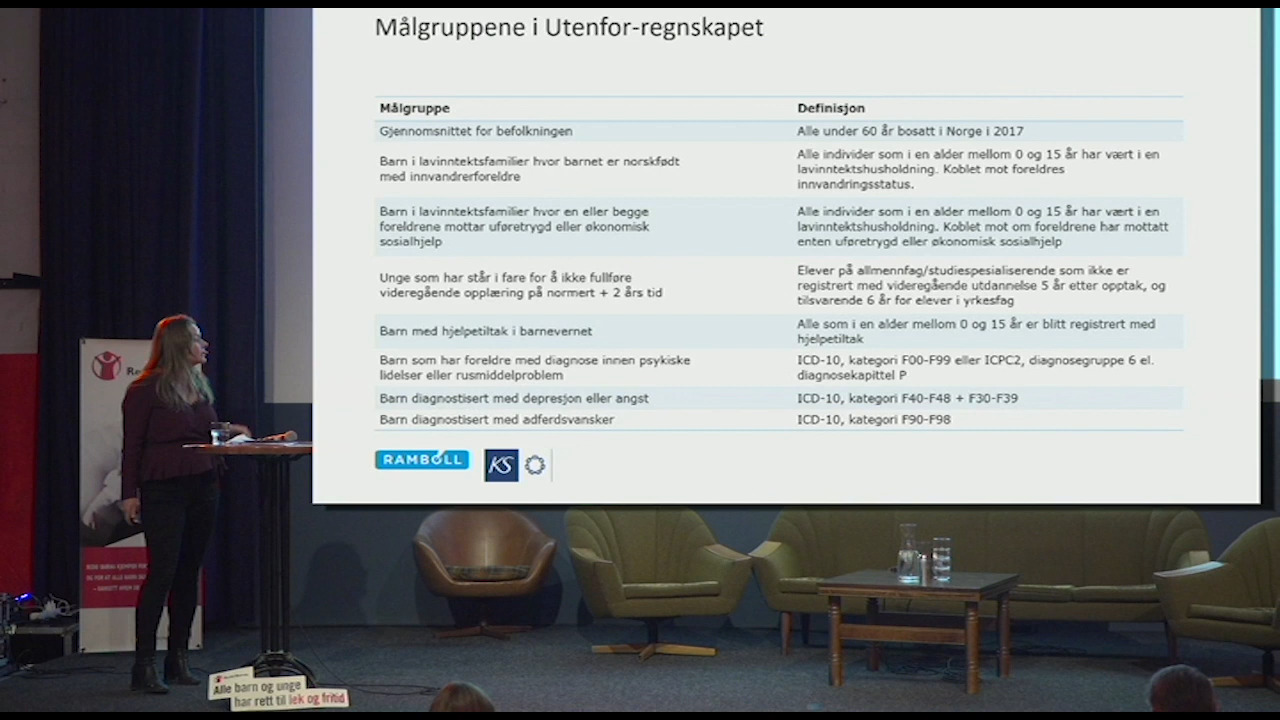 Målgruppene i Utenfor-regnskapet
Målgruppe
Definisjon
Gjennomsnittet for befolkningen
Alle under 60 år bosatt i Norge i 2017
Barn i lavinntektsfamilier hvor barnet er norskfødt
med innvandrerforeldre
Alle individer som i en alder mellom 0 og 15 år har vært i en
lavinntektshusholdning. Koblet mot foreldres
innvandringsstatus.
Barn i lavinntektsfamilier hvor en eller begge
foreldrene mottar uføretrygd eller økonomisk
sosialhjelp
Alle individer som i en alder mellom 0 og 15 år har vært i en
lavinntektshusholdning. Koblet mot om foreldrene har mottatt
enten uføretrygd eller økonomisk sosialhjelp
Unge som har står i fare for å ikke fullføre
videregående opplæring på normert + 2 års tid
Elever på allmennfag/studiespesialiserende som ikke er
registrert med videregående utdannelse 5 år etter opptak, og
tilsvarende 6 år for elever i yrkesfag
Barn med hjelpetiltak i barnevernet
Alle som i en alder mellom 0 og 15 år er blitt registrert med
hjelpetiltak
Barn som har foreldre med diagnose innen psykiske
lidelser eller rusmiddelproblem
ICD-10, kategori F00-F99 eller ICPC2, diagnosegruppe 6 el.
diagnosekapittel P
Barn diagnostisert med depresjon eller angst
ICD-10, kategori F40-F48 + F30-F39
Barn diagnostisert med adferdsvansker
ICD-10, kategori F90-F98
RAMBOLL
KS
Alle barn og unge
har rett til lek og fritid